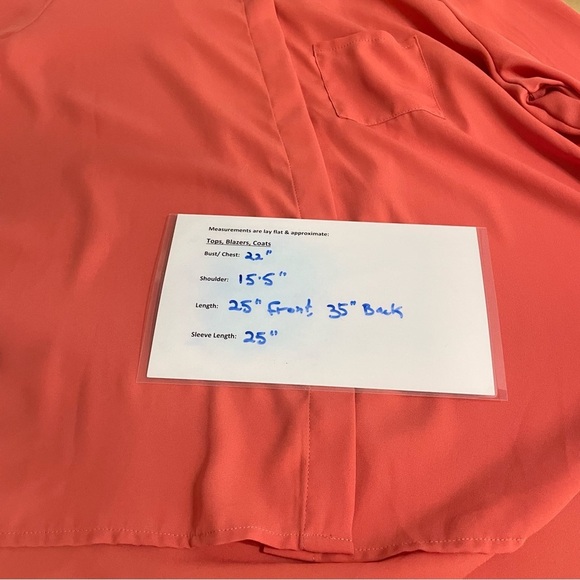 Measurements are lay flat & approximate:
Tops, Blazers, Coats
Bust/ Chest: 22"
Shoulder: 15.5"
Length: 25" Front 35" Back
Sleeve Length: 25"